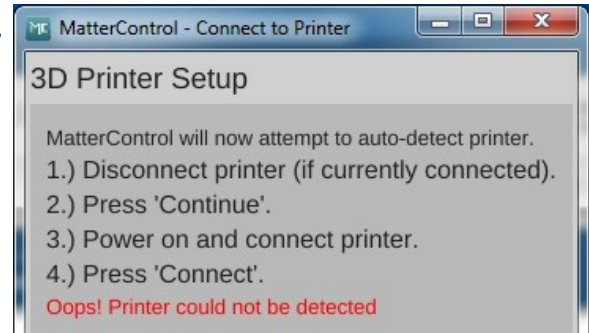 MC MatterControl - Connect to Printer
3D Printer Setup
MatterControl will now attempt to auto-detect printer.
1.) Disconnect printer (if currently connected).
2.) Press 'Continue'.
3.) Power on and connect printer.
4.) Press 'Connect'.
Oops! Printer could not be detected